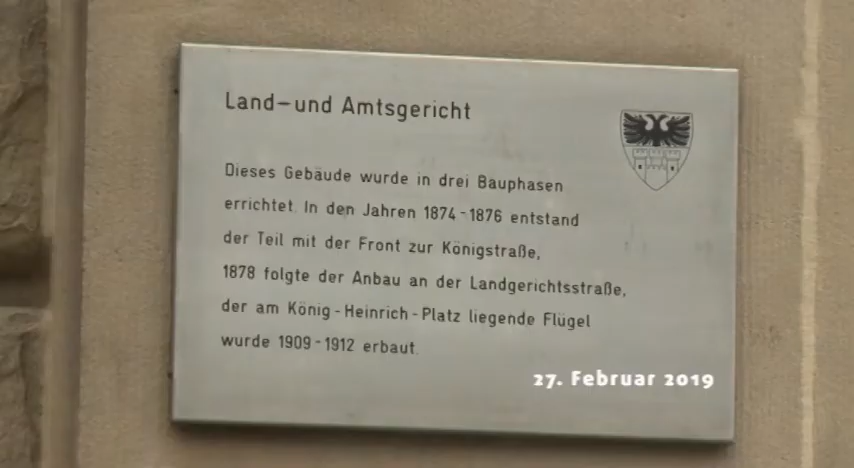 Land-und Amtsgericht
Dieses Gebäude wurde in drei Bauphasen
errichtet. In den Jahren 1874-1876 entstand
der Teil mit der Front zur Königstraße,
1878 folgte der Anbau an der Landgerichtsstraße,
der am König-Heinrich-Platz liegende Flügel
wurde 1909-1912 erbaut.
27. Februar 2019